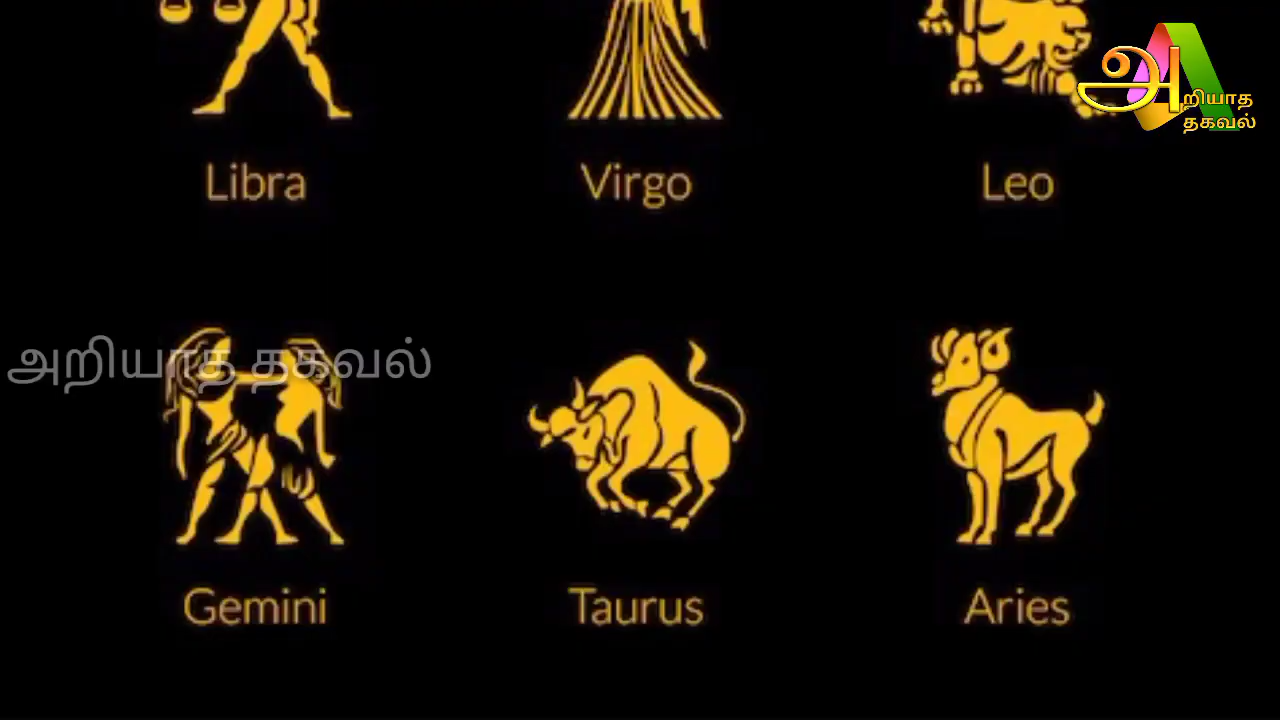 அறியாத
தகவல்
Libra
Virgo
Leo
அறியாத தகவல்
Gemini
Taurus
Aries